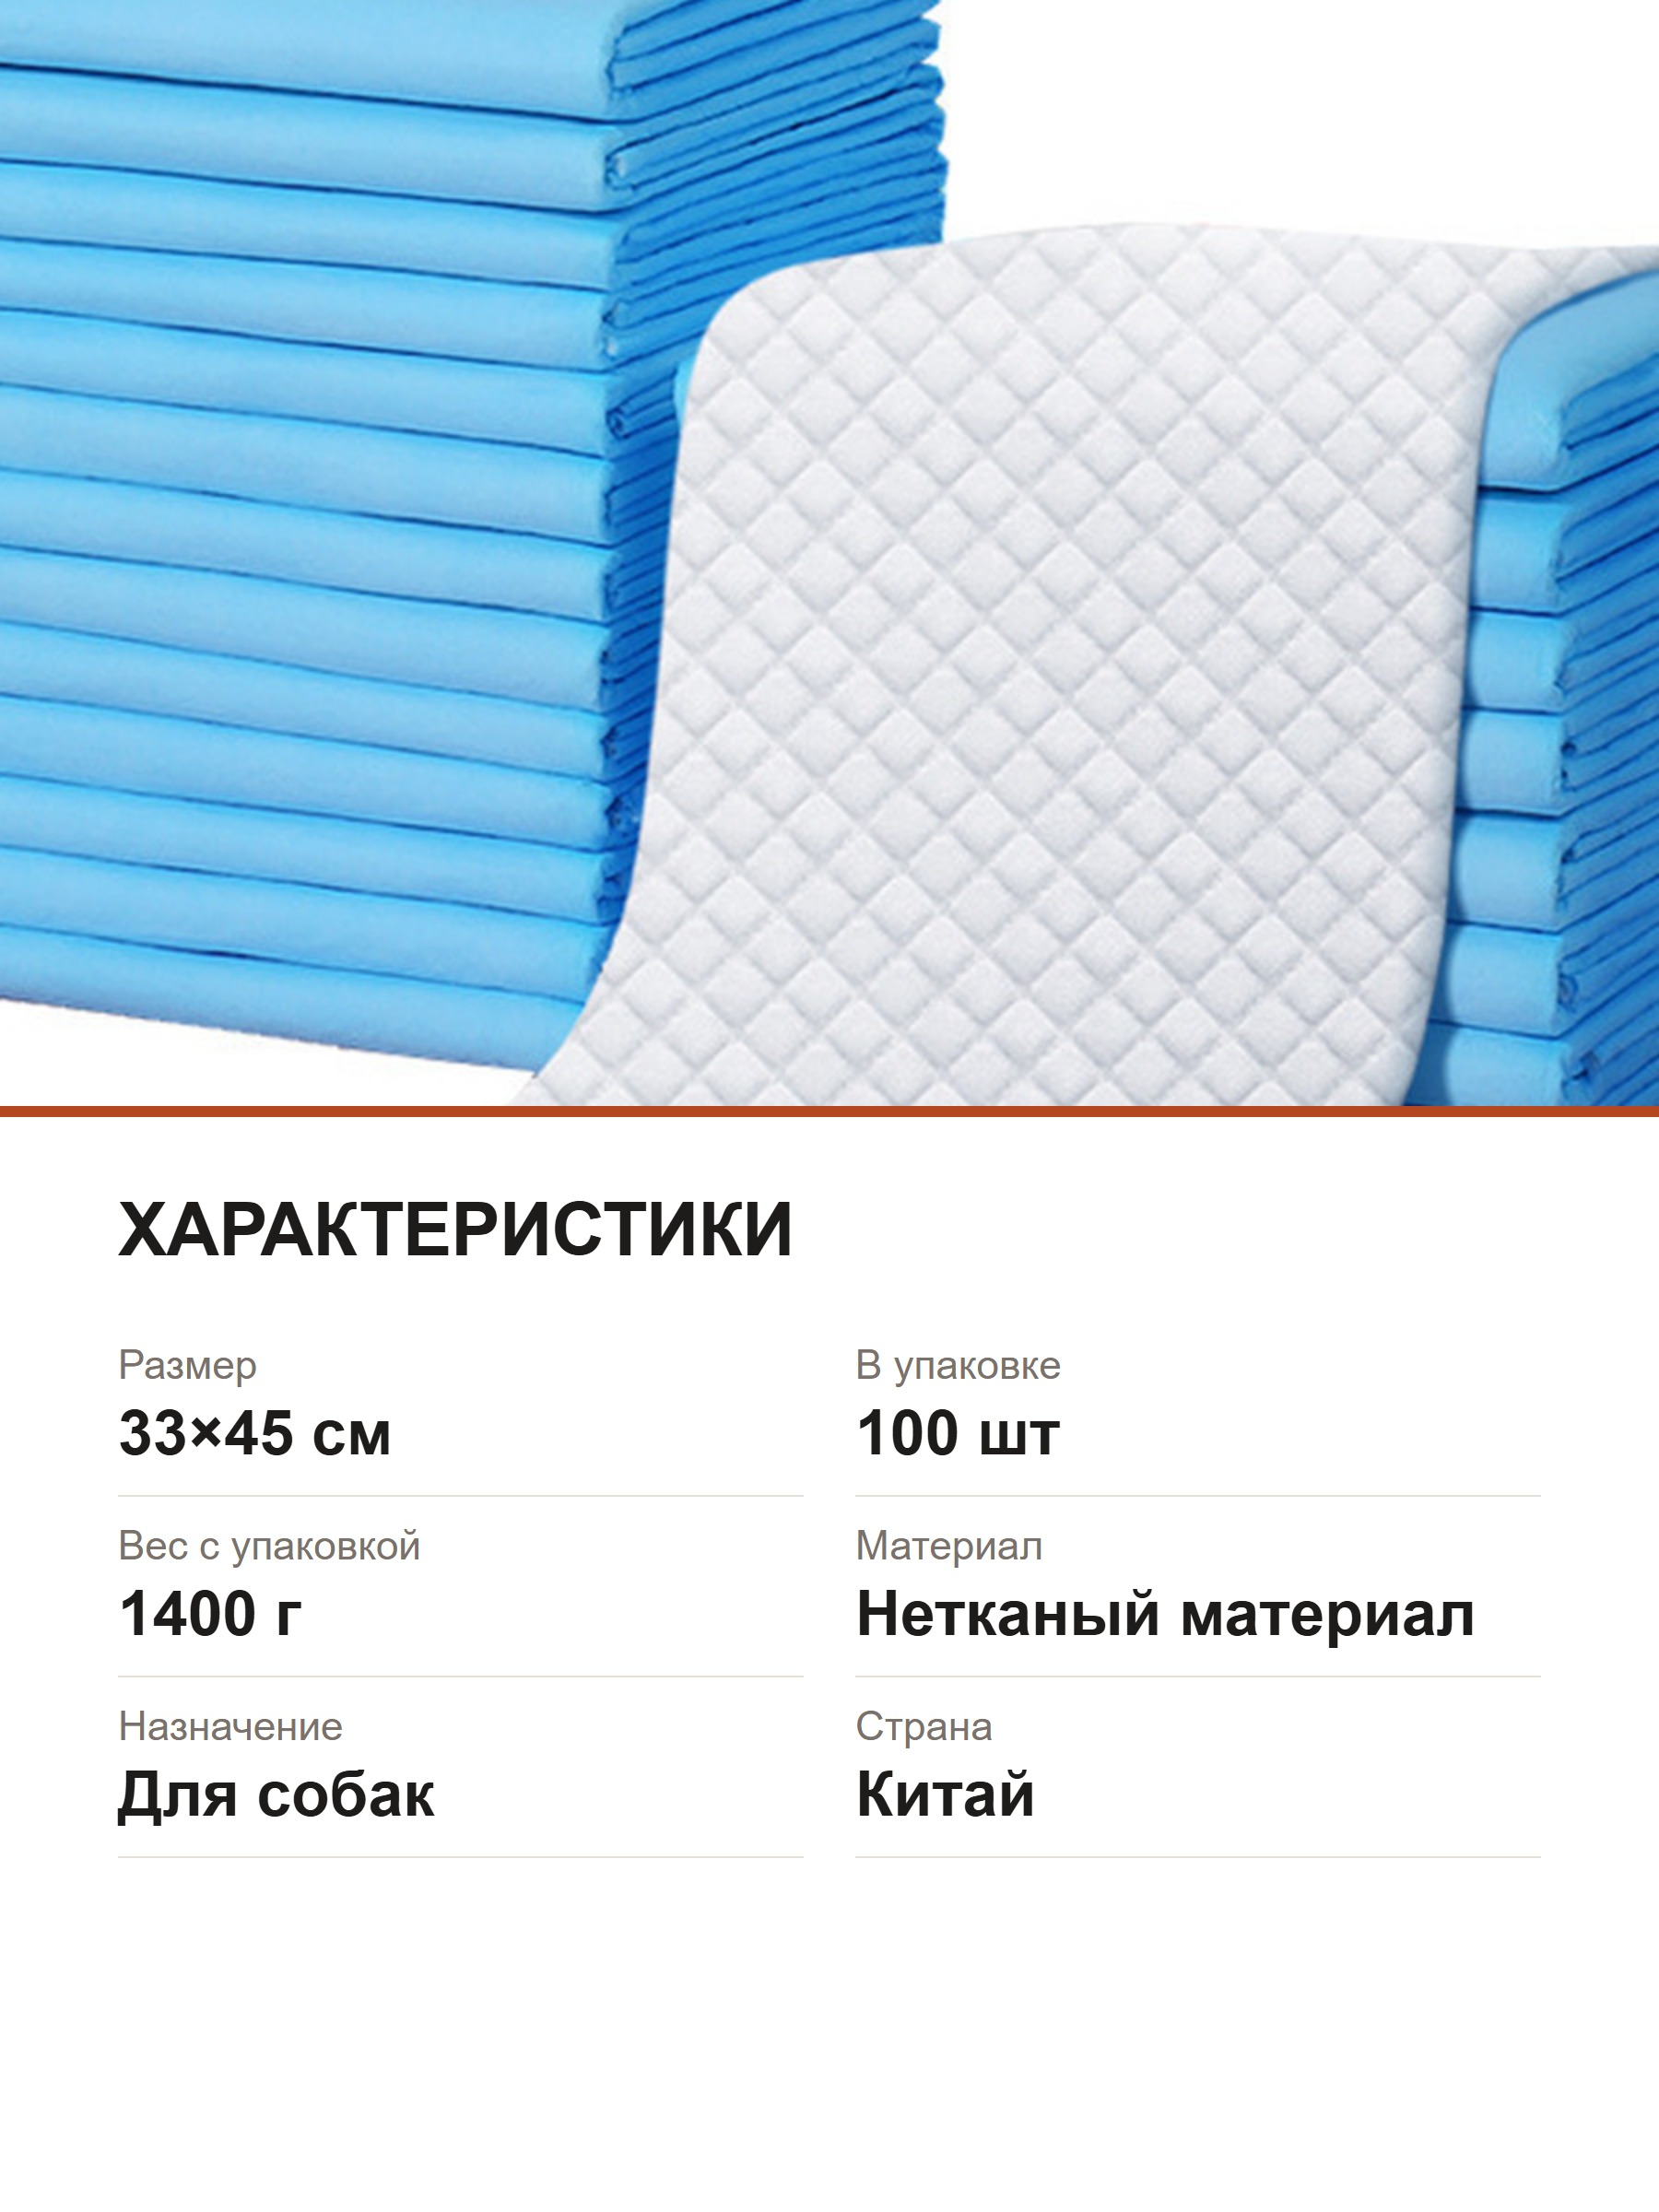 ХАРАКТЕРИСТИКИ
Размер
33×45 см
В упаковке
100 шт
Вес с упаковкой
1400 г
Материал
Нетканый материал
Назначение
Для собак
Страна
Китай